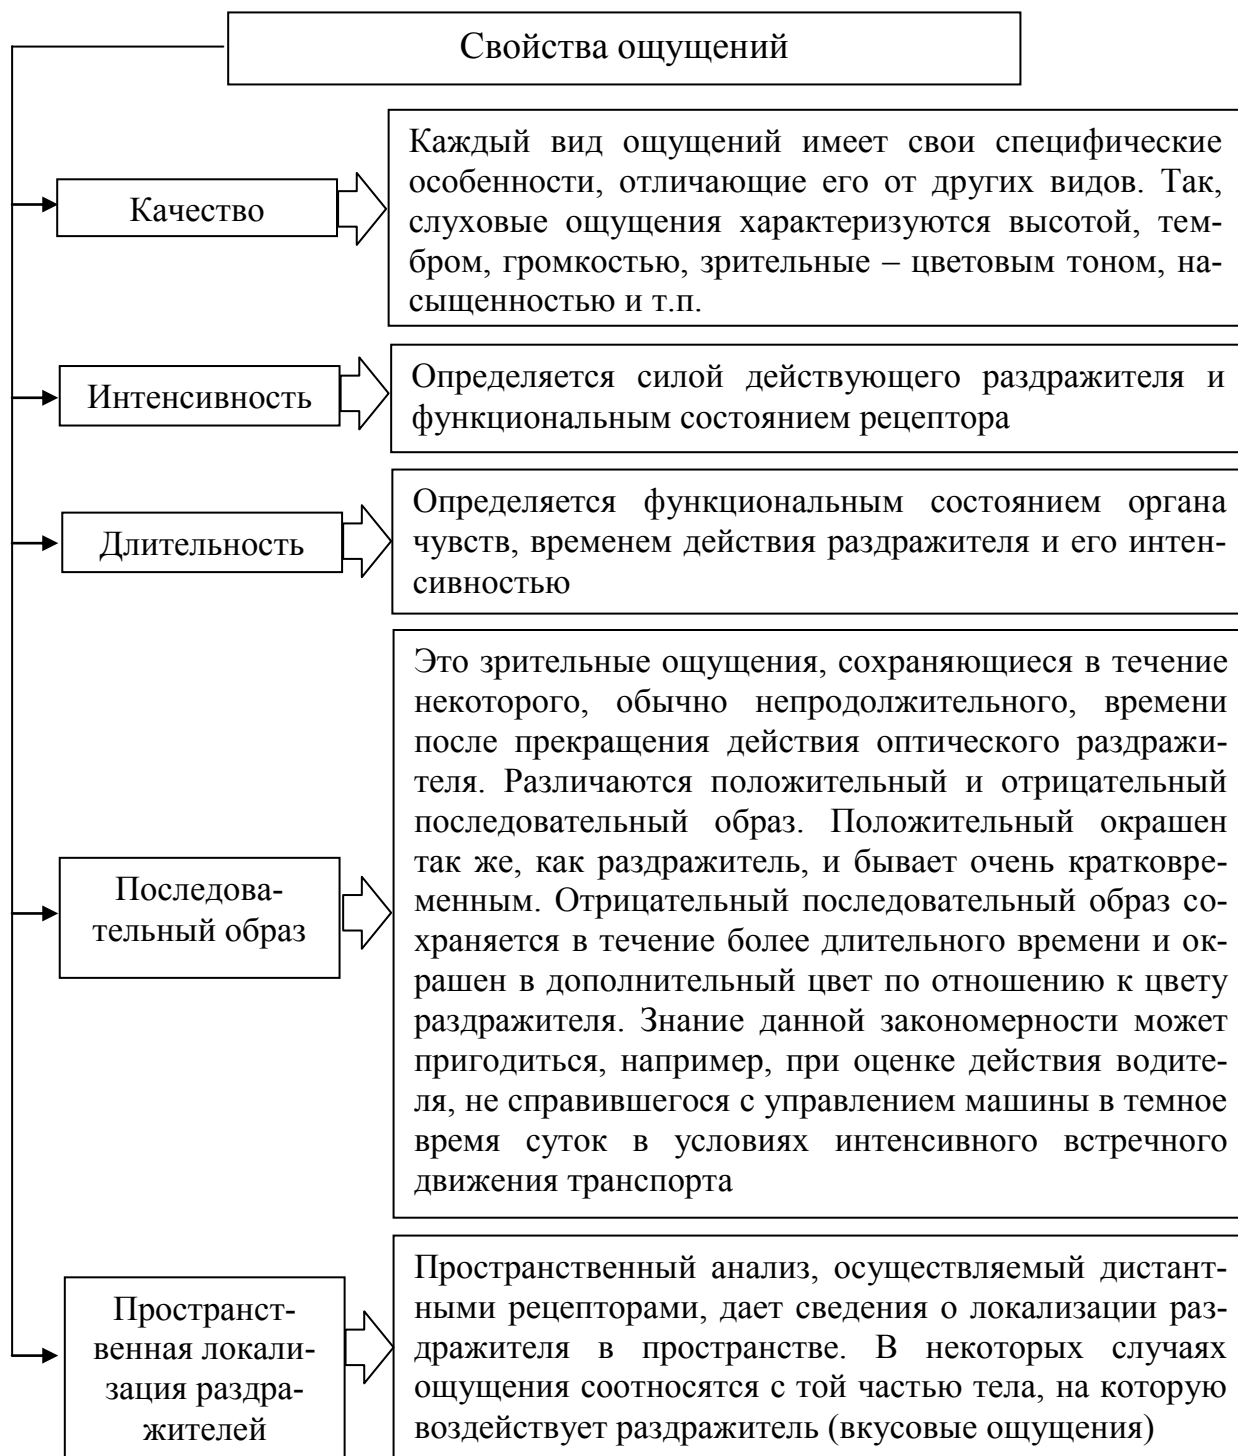 Свойства ощущений
Качество
Каждый вид ощущений имеет свои специфические
особенности, отличающие его от других видов. Так,
слуховые ощущения характеризуются высотой, тем-
бром, громкостью, зрительные – цветовым тоном, на-
сыщенностью и т.п.
Интенсивность
Определяется силой действующего раздражителя и
функциональным состоянием рецептора
Длительность
Определяется функциональным состоянием органа
чувств, временем действия раздражителя и его интен-
сивностью
Последова-
тельный образ
Это зрительные ощущения, сохраняющиеся в течение
некоторого, обычно непродолжительного, времени
после прекращения действия оптического раздражи-
теля. Различаются положительный и отрицательный
последовательный образ. Положительный окрашен
так же, как раздражитель, и бывает очень кратковре-
менным. Отрицательный последовательный образ со-
храняется в течение более длительного времени и ок-
рашен в дополнительный цвет по отношению к цвету
раздражителя. Знание данной закономерности может
пригодиться, например, при оценке действия водите-
ля, не справившегося с управлением машины в темное
время суток в условиях интенсивного встречного
движения транспорта
Пространст-
венная локали-
зация раздра-
жителей
Пространственный анализ, осуществляемый дистант-
ными рецепторами, дает сведения о локализации раз-
дражителя в пространстве. В некоторых случаях
ощущения соотносятся с той частью тела, на которую
воздействует раздражитель (вкусовые ощущения)